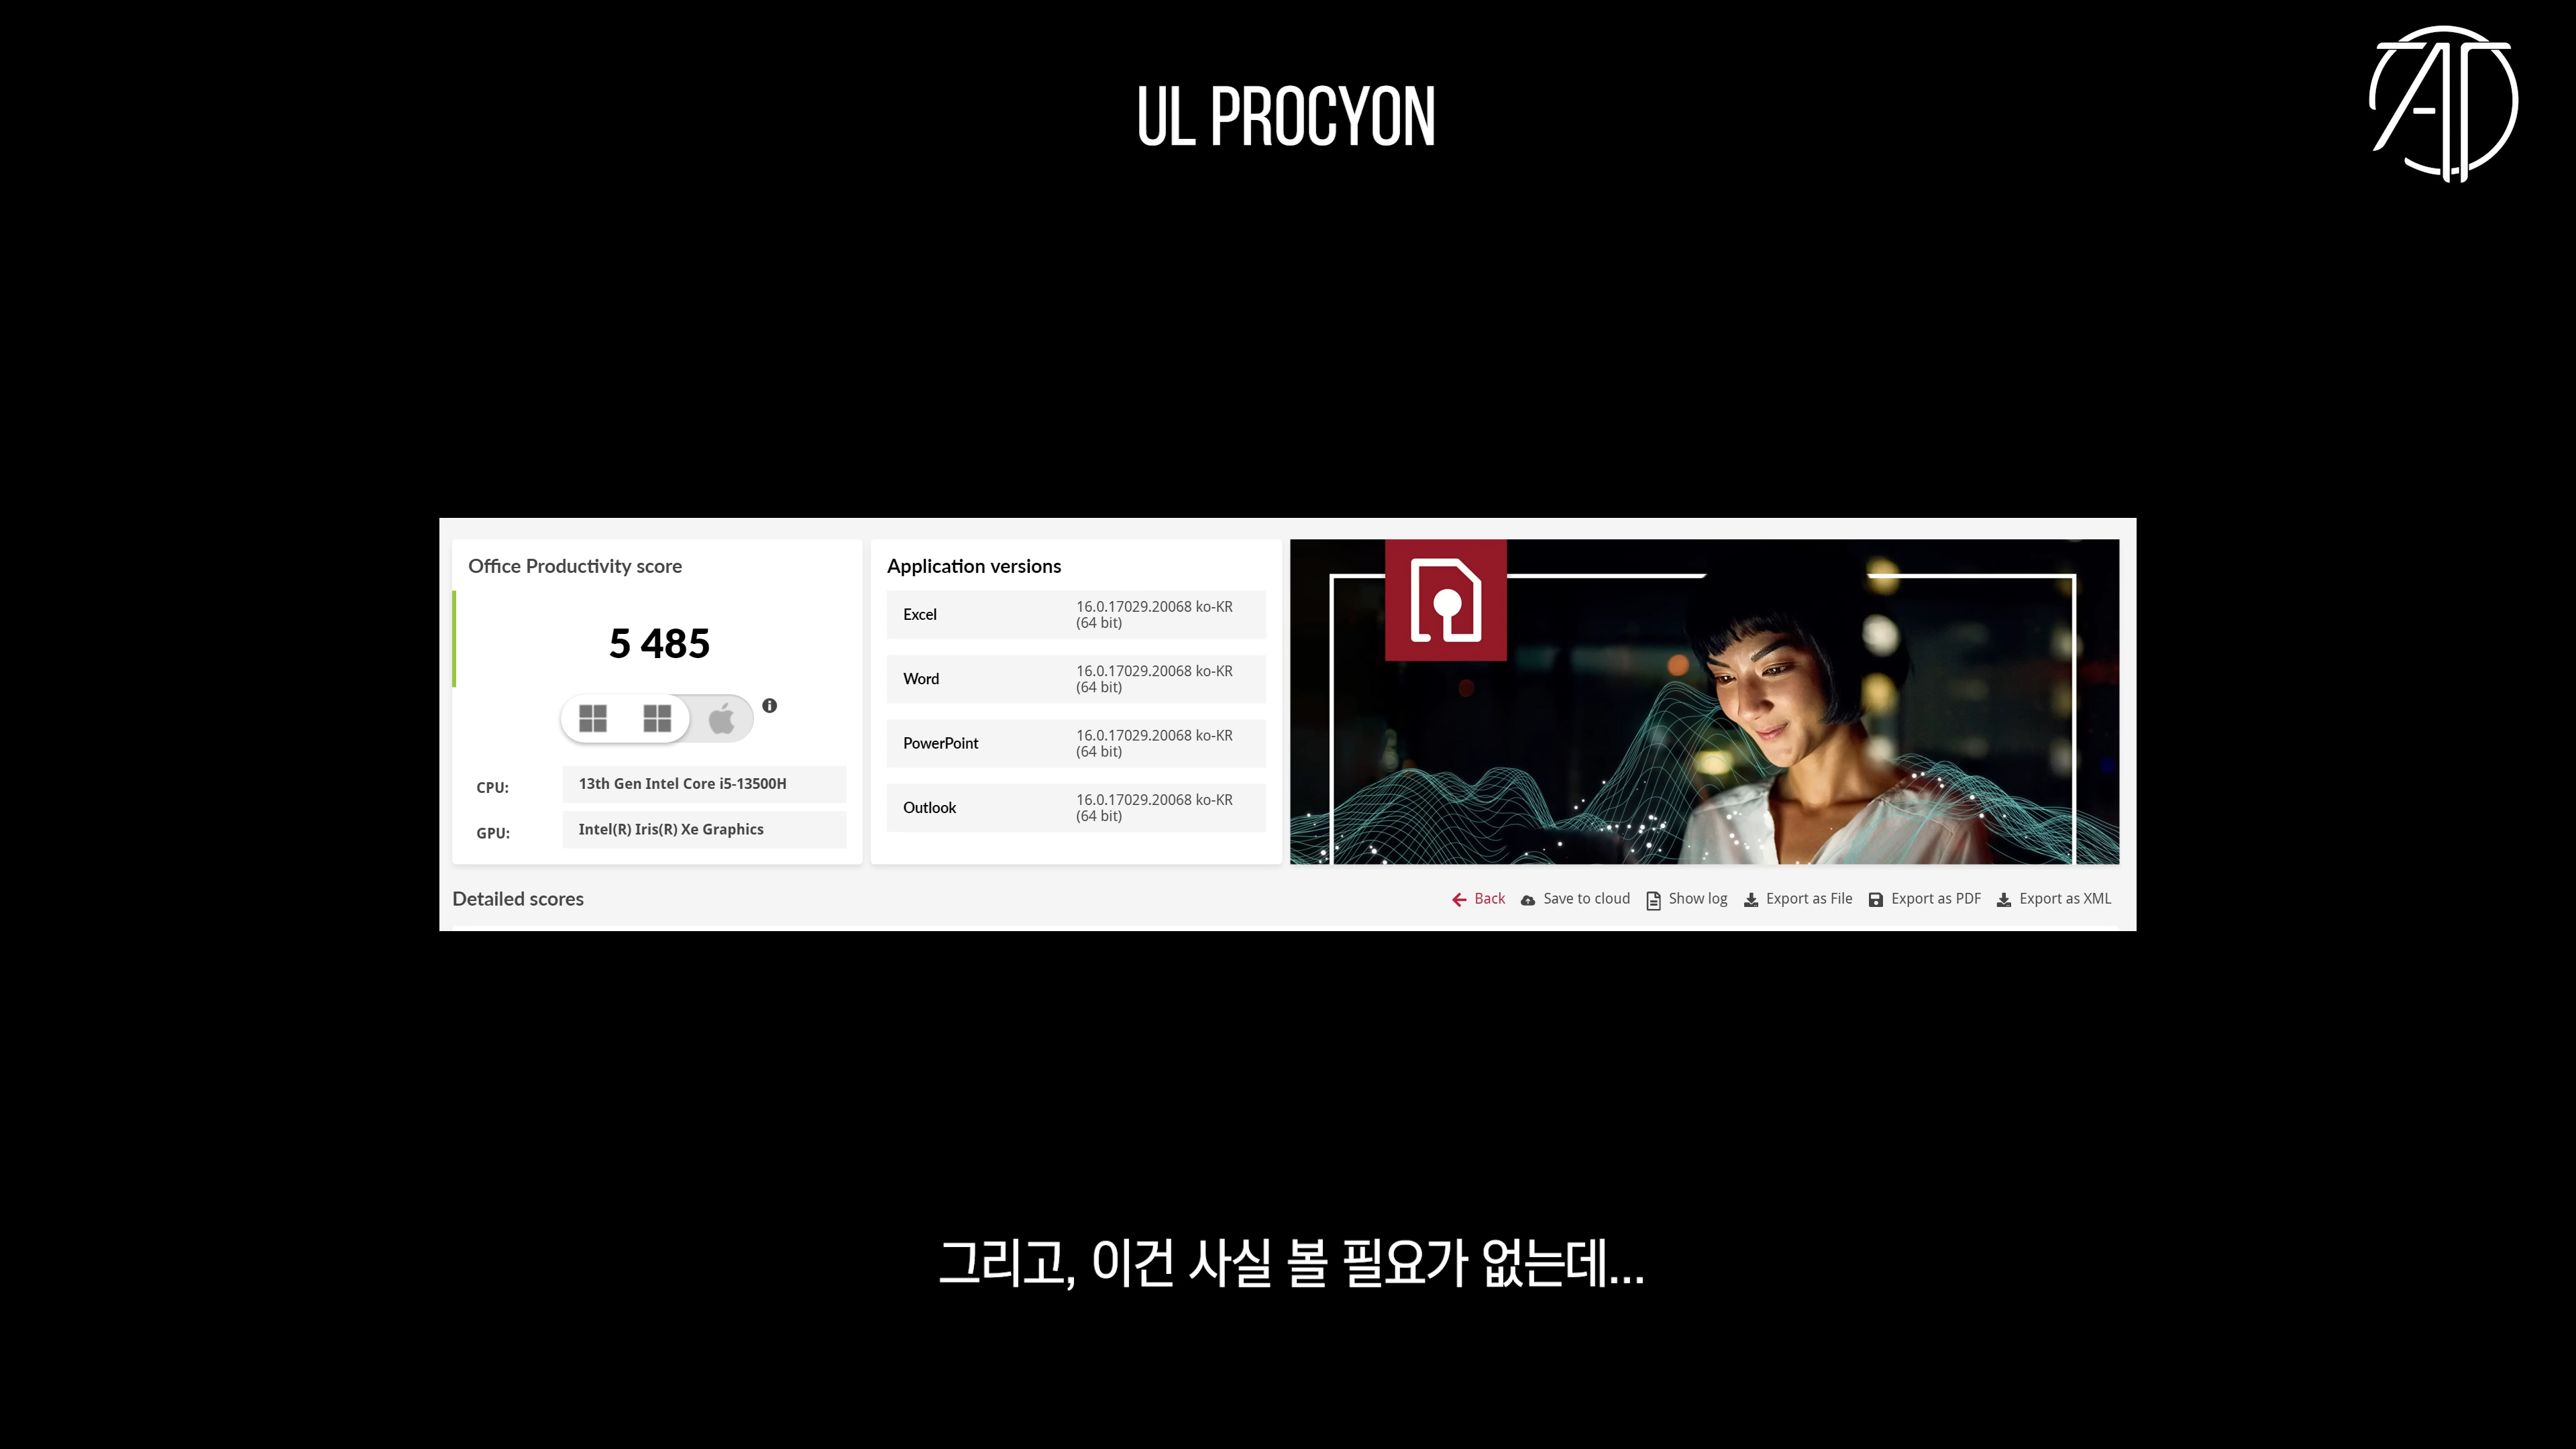 UL PROCYON
Office Productivity score
5 485
CPU:
13th Gen Intel Core i5-13500H
GPU:
Intel(R) Iris(R) Xe Graphics
Application versions
Excel
16.0.17029.20068 ko-KR
(64 bit)
Word
16.0.17029.20068 ko-KR
(64 bit)
PowerPoint
16.0.17029.20068 ko-KR
(64 bit)
Outlook
16.0.17029.20068 ko-KR
(64 bit)
Detailed scores
Back
Save to cloud
Show log
Export as File
Export as PDF
Export as XML
그리고, 이건 사실 볼 필요가 없는데...